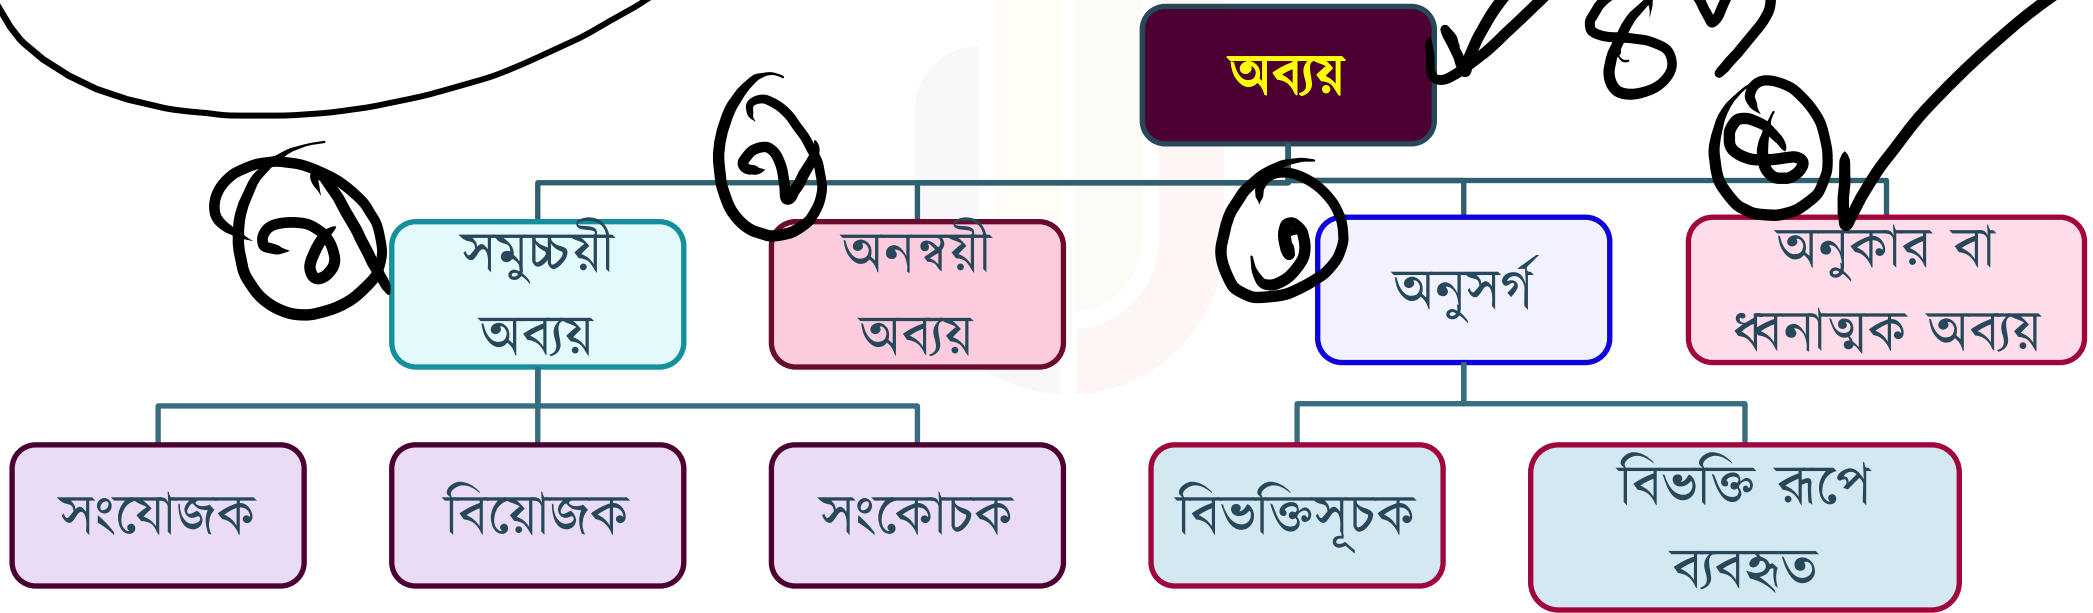 অব্যয়
৪
১
২
৩
৪
সমুচ্চয়ী
অব্যয়
অনন্বয়ী
অব্যয়
অনুসর্গ
অনুকার বা
ধ্বনাত্মক অব্যয়
সংযোজক
বিয়োজক
সংকোচক
বিভক্তিসূচক
বিভক্তি রূপে
ব্যবহৃত